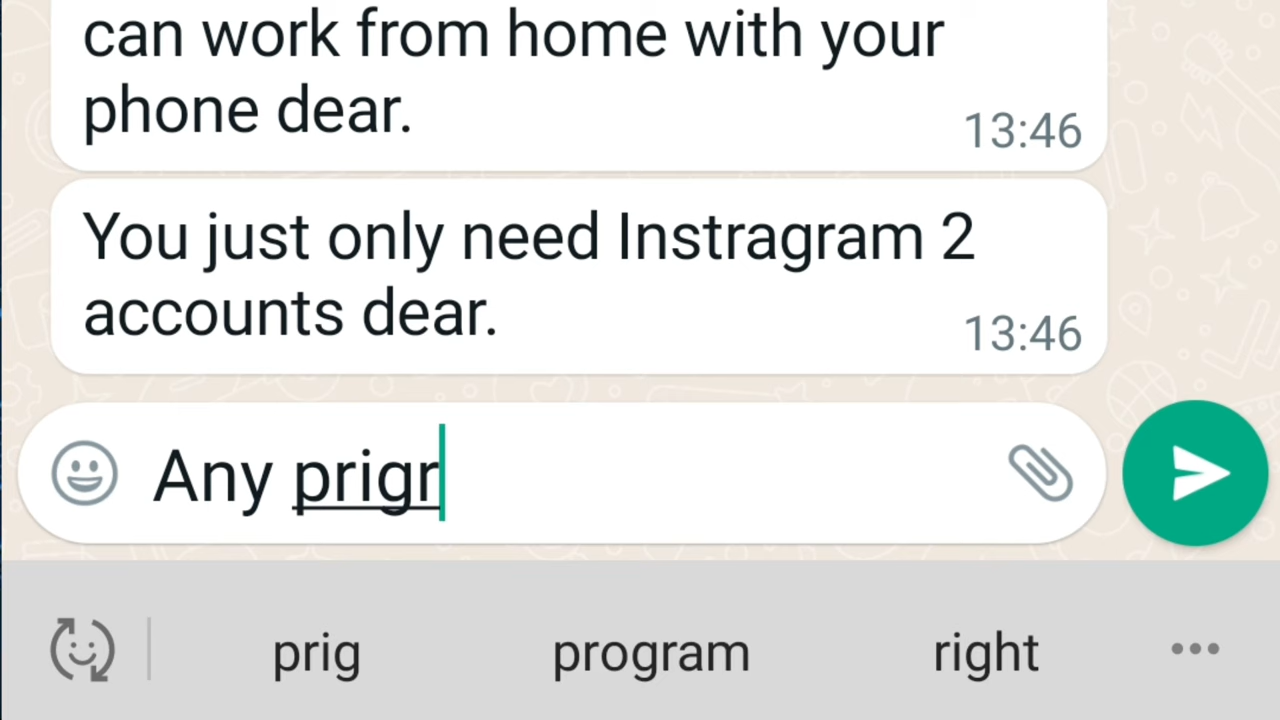 can work from home with your
phone dear.
13:46
You just only need Instragram 2
accounts dear.
13:46
Any prigr
prig program right